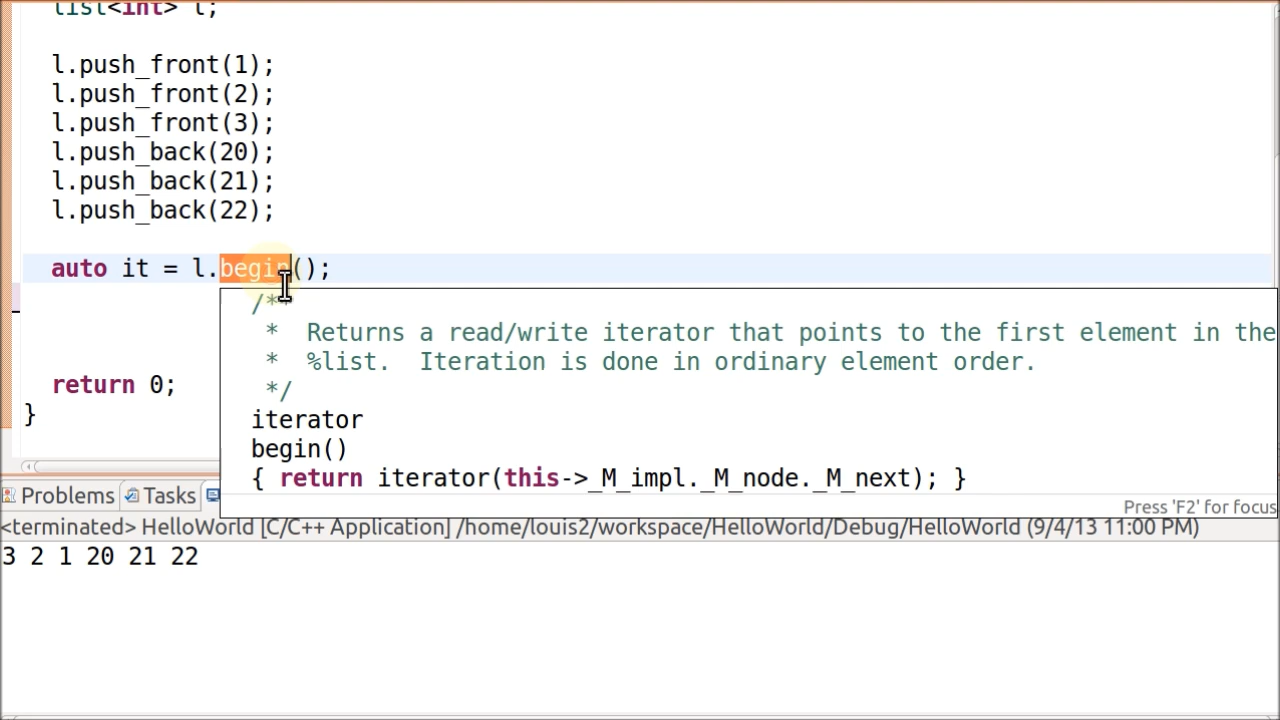 list<int> l;
l.push_front(1);
l.push_front(2);
l.push_front(3);
l.push_back(20);
l.push_back(21);
l.push_back(22);
auto it = l.begin();
/**
* Returns a read/write iterator that points to the first element in the
* %list. Iteration is done in ordinary element order.
*/
return 0;
iterator
}
begin()
{ return iterator(this->_M_impl._M_node._M_next); }
Problems Tasks
Press 'F2' for focus
<terminated> HelloWorld [C/C++ Application] /home/louis2/workspace/HelloWorld/Debug/HelloWorld (9/4/13 11:00 PM)
3 2 1 20 21 22